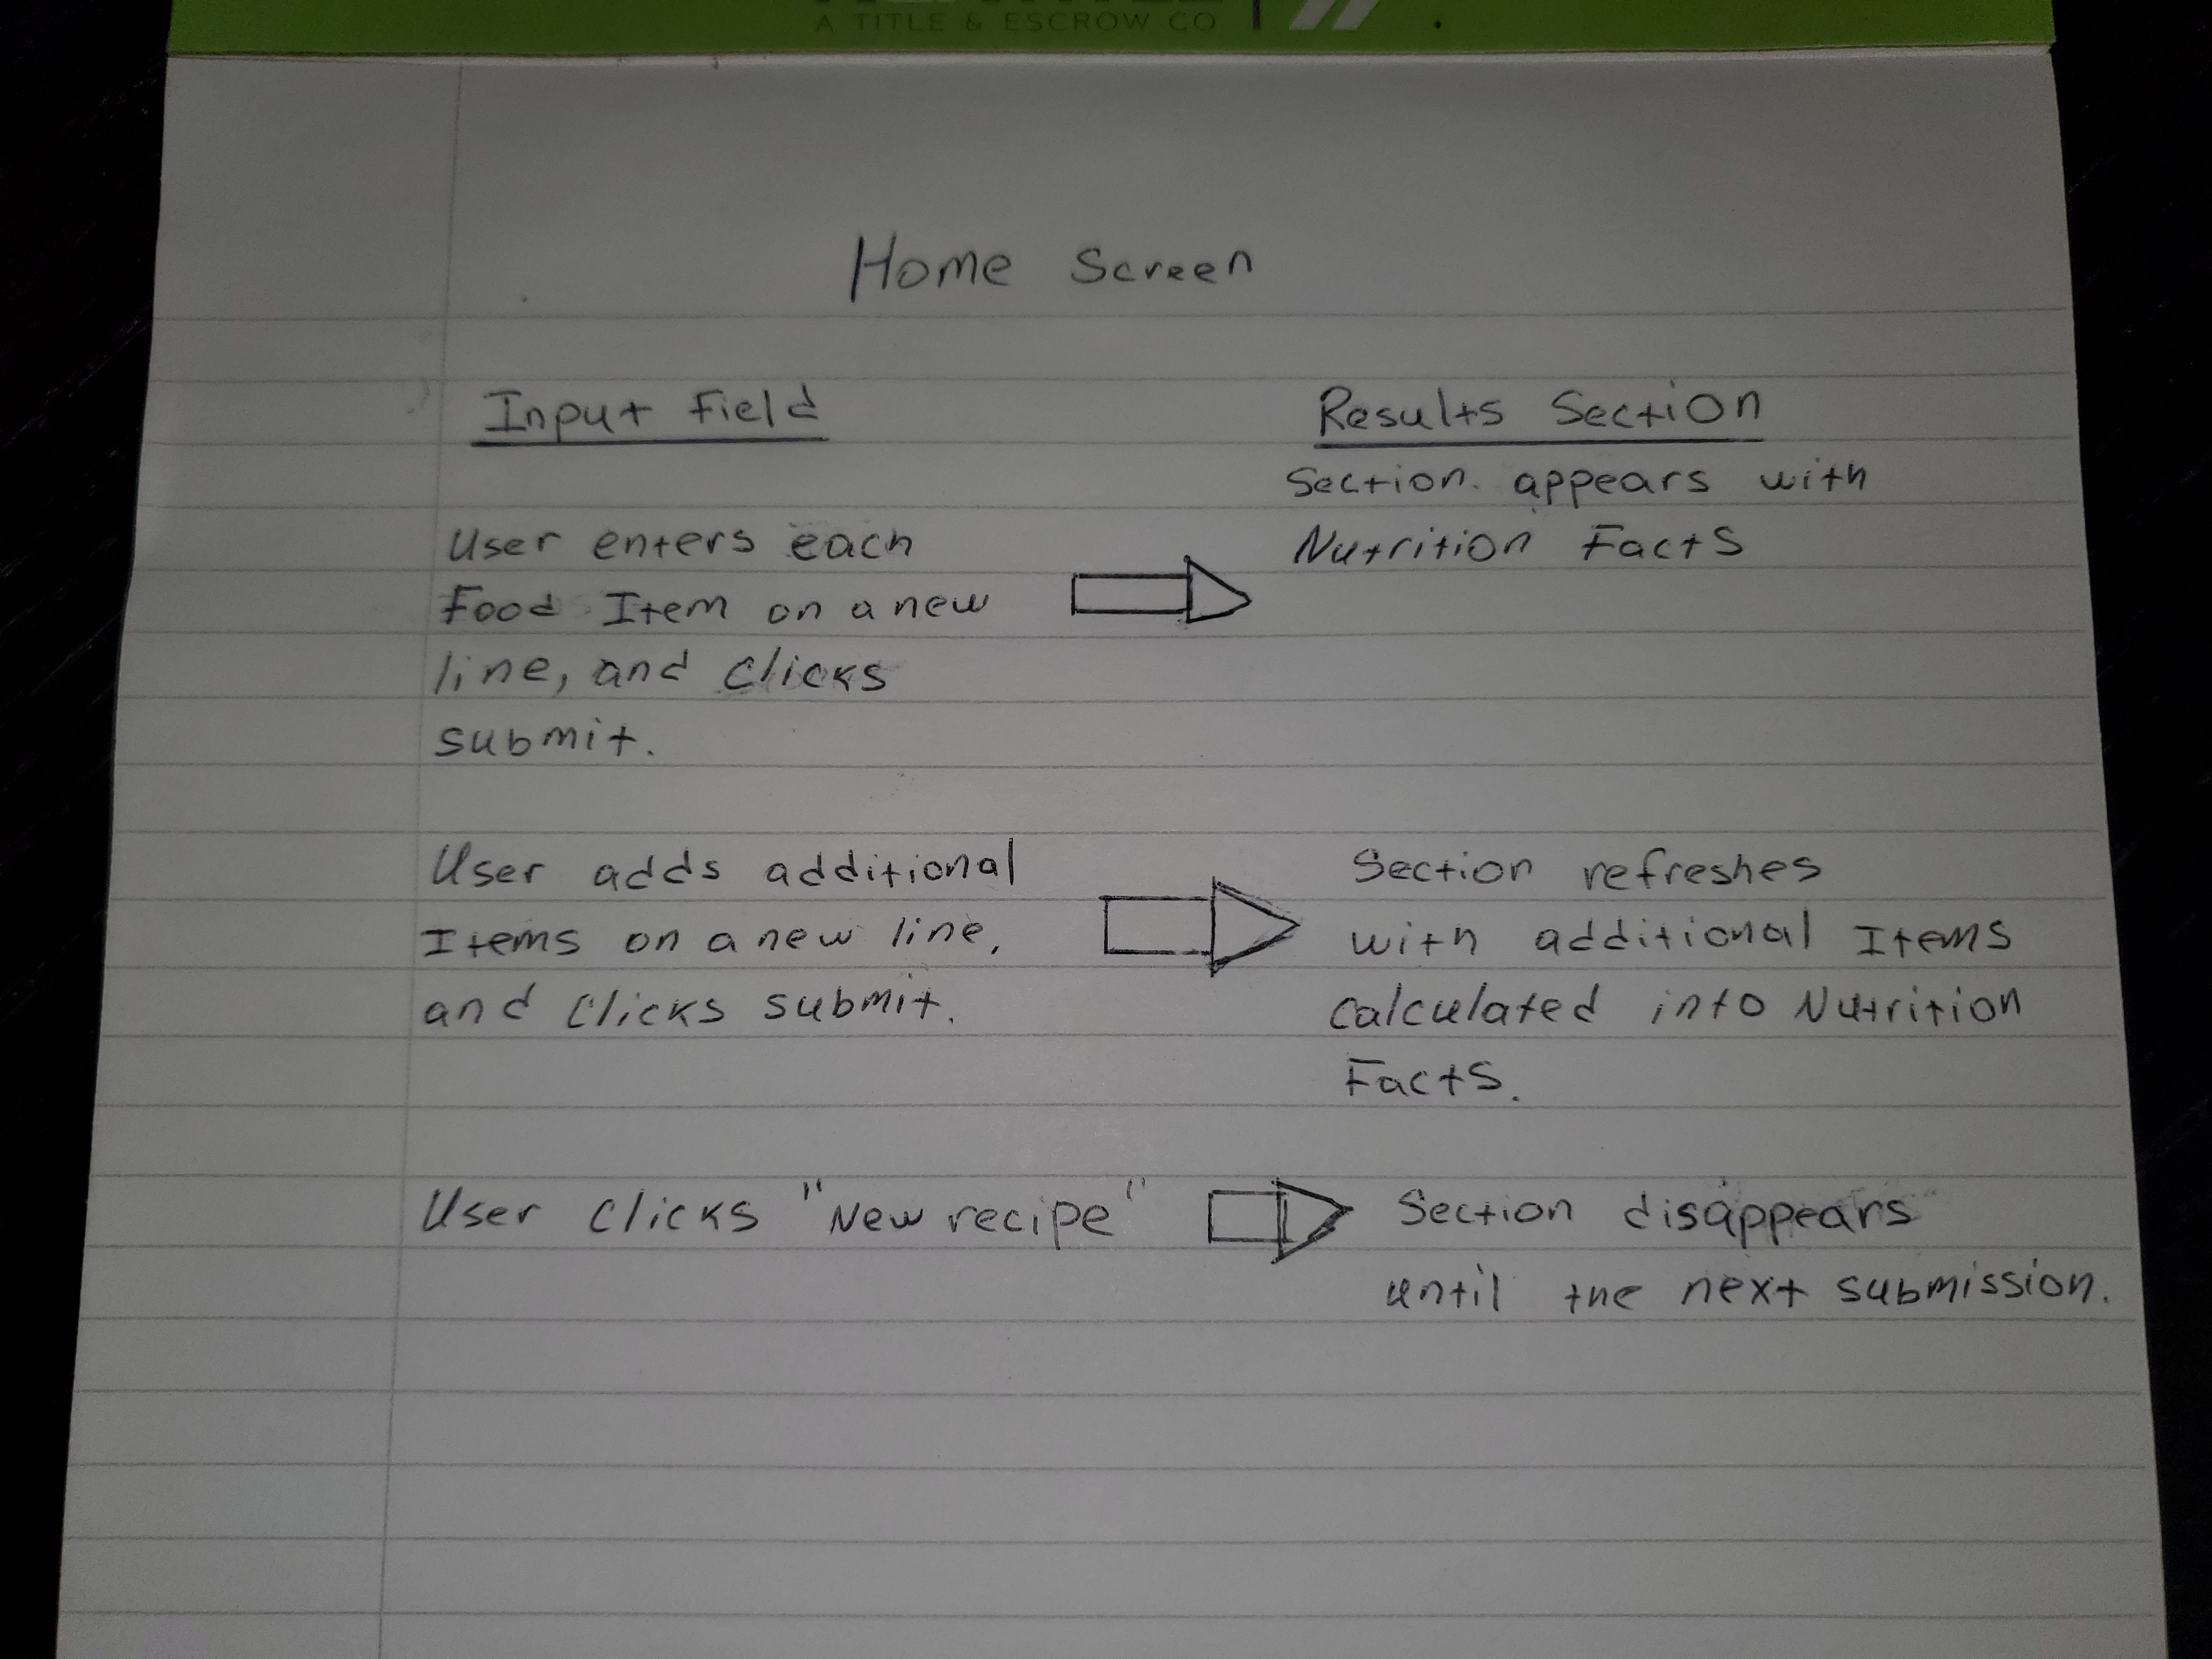 A TITLE & ESCROW CO
Home Screen
Input Field
Results Section
User enters each
Food Item on a new
line, and clicks
submit.
Section appears with
Nutrition Facts
User adds additional
Items on a new line,
and clicks submit.
Section refreshes
with additional Items
calculated into Nutrition
Facts.
User clicks "New recipe"
Section disappears
until the next submission.